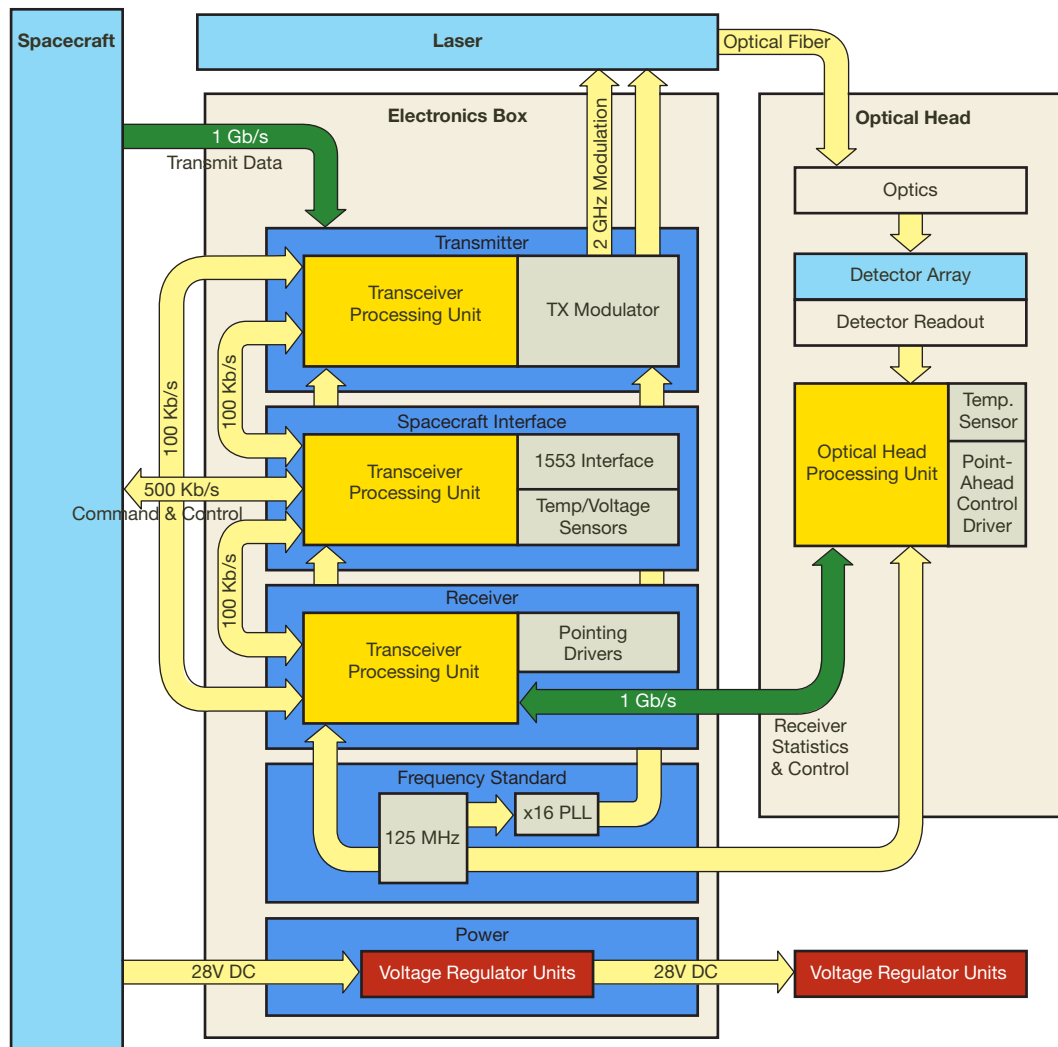 Spacecraft
Laser
Optical Fiber
Electronics Box
Optical Head
1 Gb/s
Transmit Data
2 GHz Modulation
Optics
Transmitter
Transceiver
Processing Unit
TX Modulator
Detector Array
Detector Readout
100 Kb/s
100 Kb/s
Spacecraft Interface
Transceiver
Processing Unit
1553 Interface
Temp/Voltage
Sensors
Optical Head
Processing Unit
Temp.
Sensor
Point-
Ahead
Control
Driver
500 Kb/s
Command & Control
100 Kb/s
Receiver
Transceiver
Processing Unit
Pointing
Drivers
1 Gb/s
Receiver
Statistics
& Control
Frequency Standard
125 MHz
x16 PLL
Power
28V DC
Voltage Regulator Units
28V DC
Voltage Regulator Units